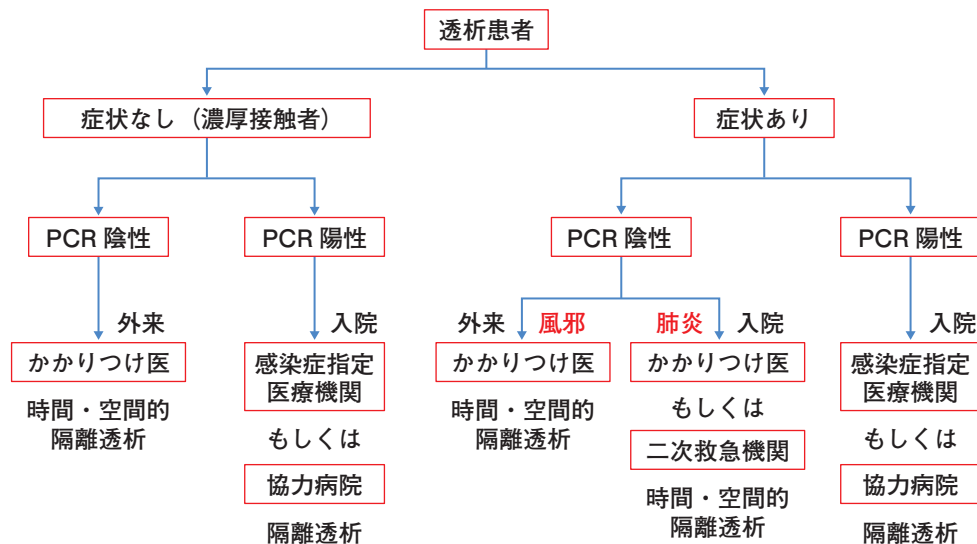 透析患者
症状なし（濃厚接触者）
症状あり
PCR 陰性
PCR 陽性
PCR 陰性
PCR 陽性
外来
かかりつけ医
時間・空間的
隔離透析
入院
感染症指定
医療機関
もしくは
協力病院
隔離透析
外来 風邪
かかりつけ医
時間・空間的
隔離透析
肺炎 入院
かかりつけ医
もしくは
二次救急機関
時間・空間的
隔離透析
入院
感染症指定
医療機関
もしくは
協力病院
隔離透析